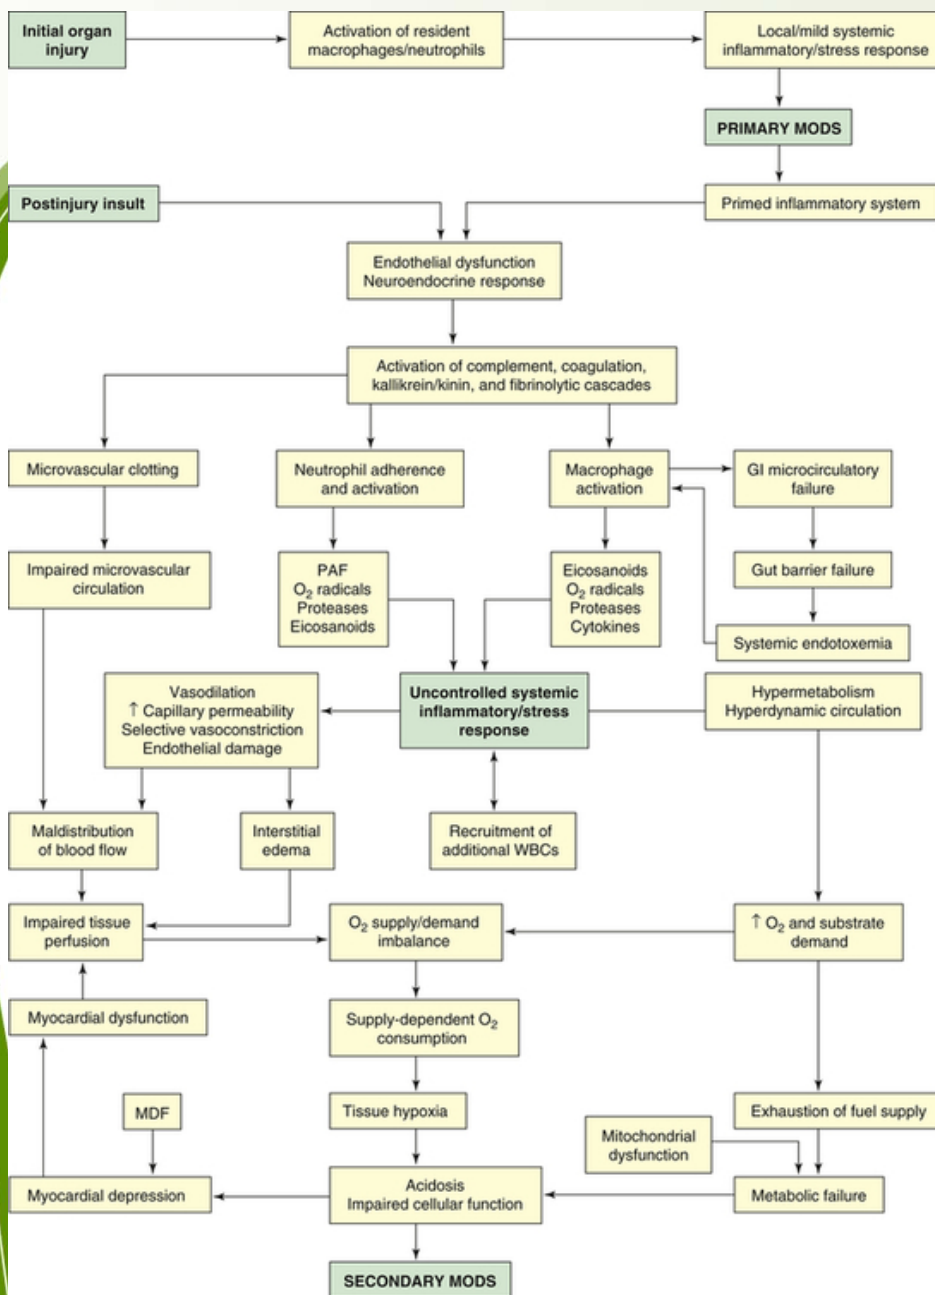 Initial organ
injury
Activation of resident
macrophages/neutrophils
Local/mild systemic
inflammatory/stress response
PRIMARY MODS
Postinjury insult
Primed inflammatory system
Endothelial dysfunction
Neuroendocrine response
Activation of complement, coagulation,
kallikrein/kinin, and fibrinolytic cascades
Microvascular clotting
Neutrophil adherence
and activation
Macrophage
activation
GI microcirculatory
failure
Impaired microvascular
circulation
PAF
O₂ radicals
Proteases
Eicosanoids
Eicosanoids
O₂ radicals
Proteases
Cytokines
Gut barrier failure
Systemic endotoxemia
Vasodilation
↑ Capillary permeability
Selective vasoconstriction
Endothelial damage
Uncontrolled systemic
inflammatory/stress
response
Hypermetabolism
Hyperdynamic circulation
Maldistribution
of blood flow
Interstitial
edema
Recruitment of
additional WBCs
Impaired tissue
perfusion
O₂ supply/demand
imbalance
↑ O₂ and substrate
demand
Myocardial dysfunction
Supply-dependent O₂
consumption
MDF
Tissue hypoxia
Exhaustion of fuel supply
Mitochondrial
dysfunction
Myocardial depression
Acidosis
Impaired cellular function
Metabolic failure
SECONDARY MODS